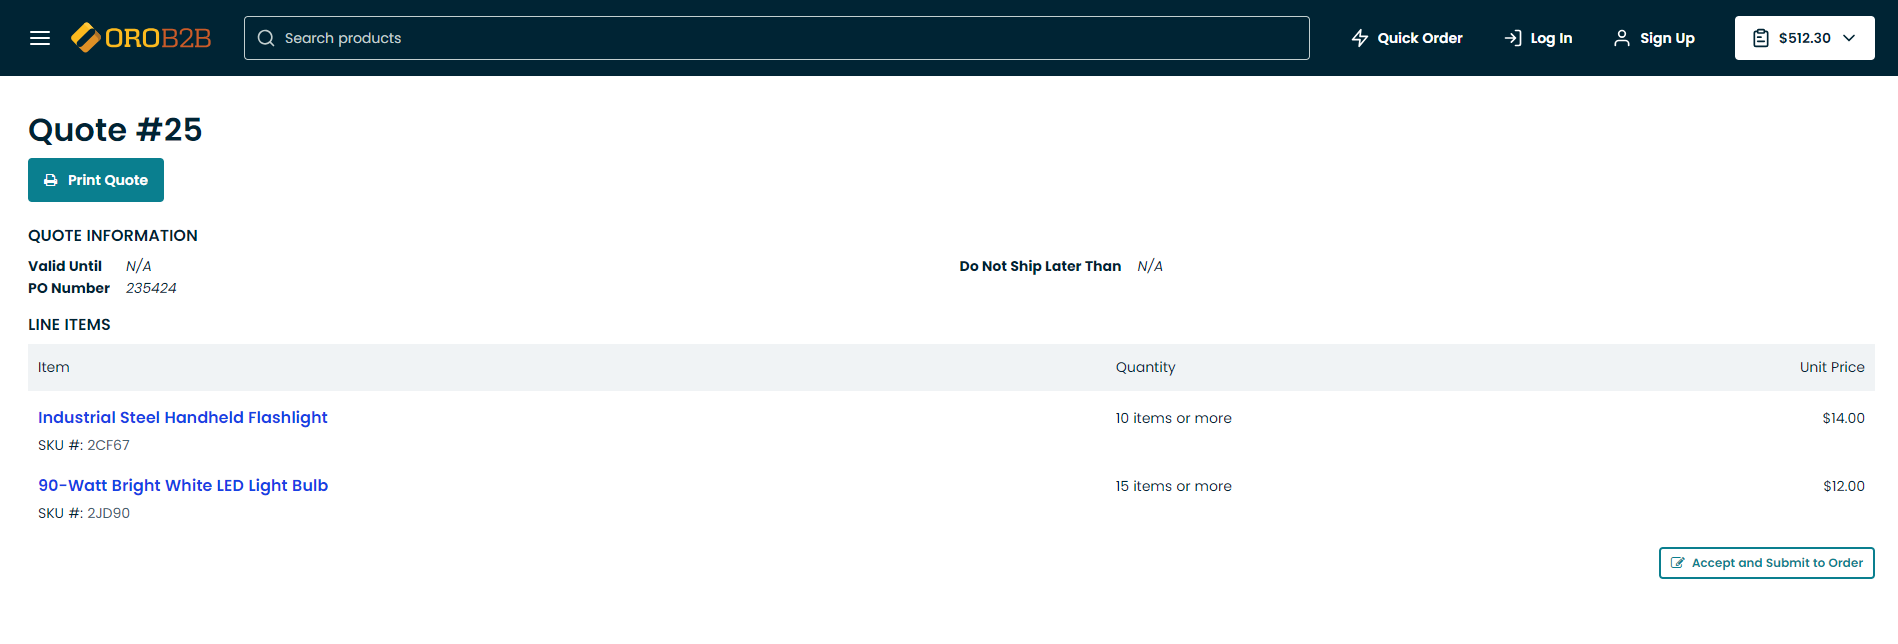 OROB2B
Search products
Quick Order
Log In
Sign Up
$512.30
Quote #25
Print Quote
QUOTE INFORMATION
Valid Until N/A
Do Not Ship Later Than N/A
PO Number 235424
LINE ITEMS
Item Quantity Unit Price
Industrial Steel Handheld Flashlight 10 items or more $14.00
SKU #: 2CF67
90-Watt Bright White LED Light Bulb 15 items or more $12.00
SKU #: 2JD90
Accept and Submit to Order